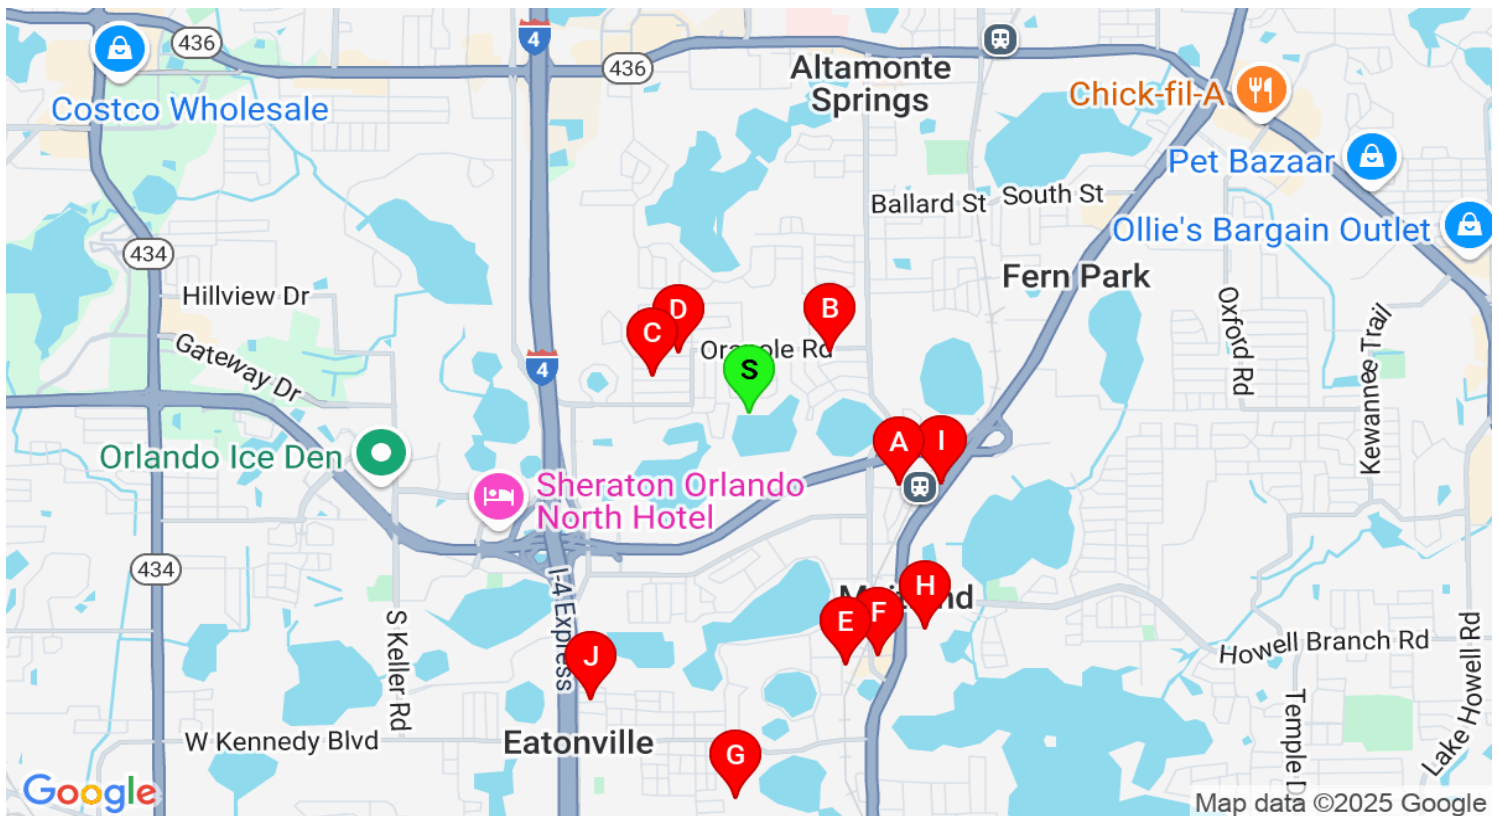 4
436
436
Altamonte
Springs
Chick-fil-A
Costco Wholesale
Pet Bazaar
Ballard St
South St
Ollie's Bargain Outlet
434
Fern Park
Hillview Dr
Oxford Rd
Kewannee Trail
D
B
C
Gateway Dr
4
S
A
I
Orlando Ice Den
Sheraton Orlando
North Hotel
434
I-4 Express
S Keller Rd
H
E
F
J
Howell Branch Rd
Lake Howell Rd
Temple D
W Kennedy Blvd
Eatonville
G
Google
Map data ©2025 Google